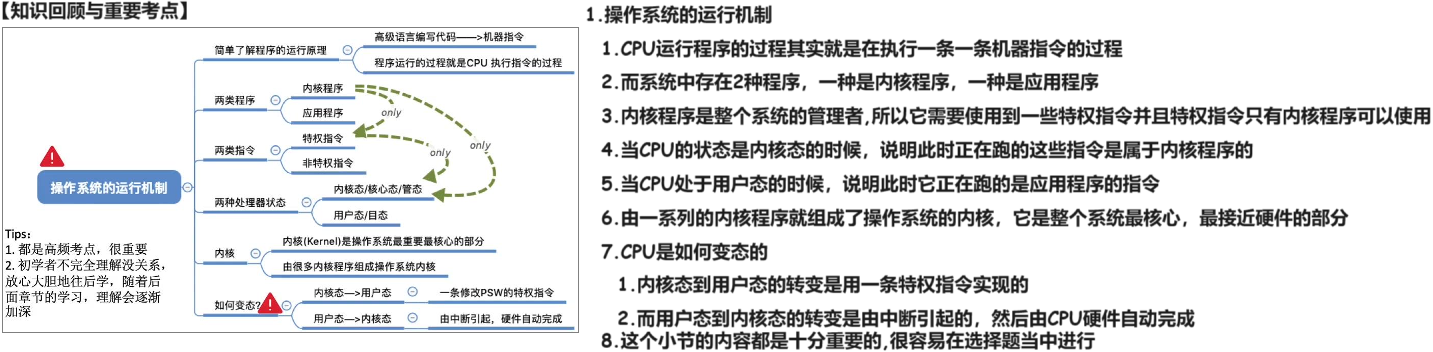 【知识回顾与重要考点】
简单了解程序的运行原理
高级语言编写代码——>机器指令
程序运行的过程就是CPU 执行指令的过程
两类程序
内核程序
应用程序
only
两类指令
特权指令
非特权指令
only
only
操作系统的运行机制
两种处理器状态
内核态/核心态/管态
用户态/目态
内核
内核(Kernel)是操作系统最重要最核心的部分
由很多内核程序组成操作系统内核
如何变态?
内核态—>用户态
一条修改PSW的特权指令
用户态—>内核态
由中断引起，硬件自动完成
Tips：
1. 都是高频考点，很重要
2. 初学者不完全理解没关系，
放心大胆地往后学，随着后
面章节的学习，理解会逐渐
加深
1.操作系统的运行机制
1.CPU运行程序的过程其实就是在执行一条一条机器指令的过程
2.而系统中存在2种程序，一种是内核程序，一种是应用程序
3.内核程序是整个系统的管理者,所以它需要使用到一些特权指令并且特权指令只有内核程序可以使用
4.当CPU的状态是内核态的时候，说明此时正在跑的这些指令是属于内核程序的
5.当CPU处于用户态的时候，说明此时它正在跑的是应用程序的指令
6.由一系列的内核程序就组成了操作系统的内核，它是整个系统最核心，最接近硬件的部分
7.CPU是如何变态的
1.内核态到用户态的转变是用一条特权指令实现的
2.而用户态到内核态的转变是由中断引起的，然后由CPU硬件自动完成
8.这个小节的内容都是十分重要的,很容易在选择题当中进行